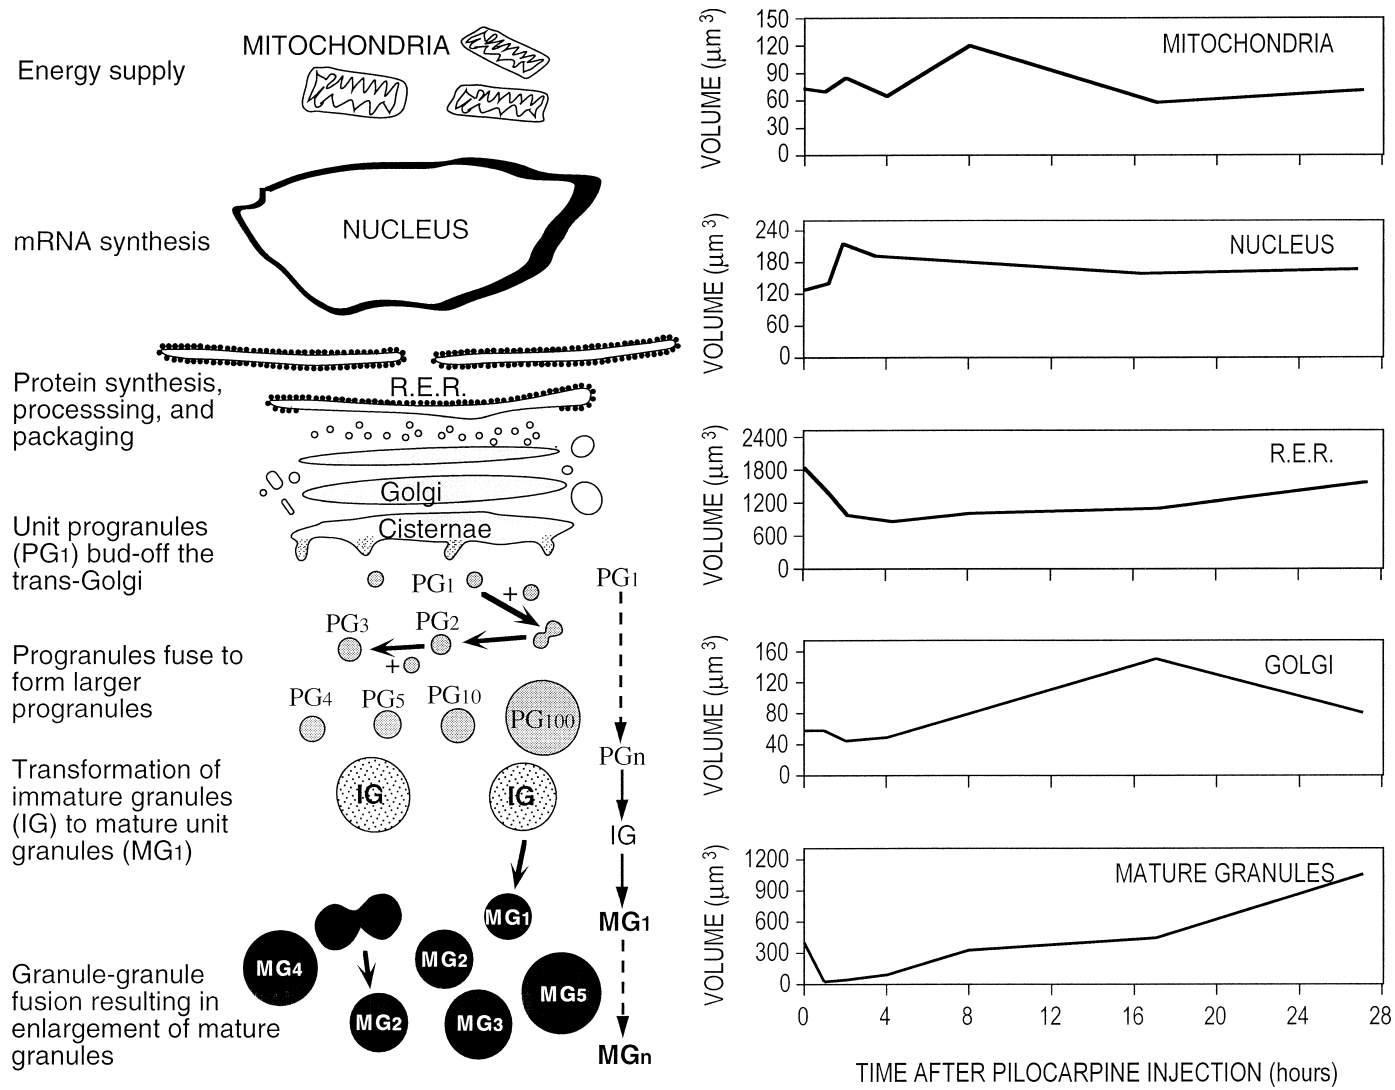 Energy supply
MITOCHONDRIA
mRNA synthesis
NUCLEUS
Protein synthesis,
processsing, and
packaging
R.E.R.
Golgi
Cisternae
Unit progranules
(PG1) bud-off the
trans-Golgi
PG1
+
PG1
PG3
PG2
+
Progranules fuse to
form larger
progranules
PG4
PG5
PG10
PG100
PGn
Transformation of
immature granules
(IG) to mature unit
granules (MG1)
IG
IG
IG
MG1
MG1
MG4
MG2
MG5
MG2
MG3
Granule-granule
fusion resulting in
enlargement of mature
granules
MGn
VOLUME (µm3)
150
120
90
60
30
0
MITOCHONDRIA
VOLUME (µm3)
240
180
120
60
0
NUCLEUS
VOLUME (µm3)
2400
1800
1200
600
0
R.E.R.
VOLUME (µm3)
160
120
80
40
0
GOLGI
VOLUME (µm3)
1200
900
600
300
0
MATURE GRANULES
0 4 8 12 16 20 24 28
TIME AFTER PILOCARPINE INJECTION (hours)